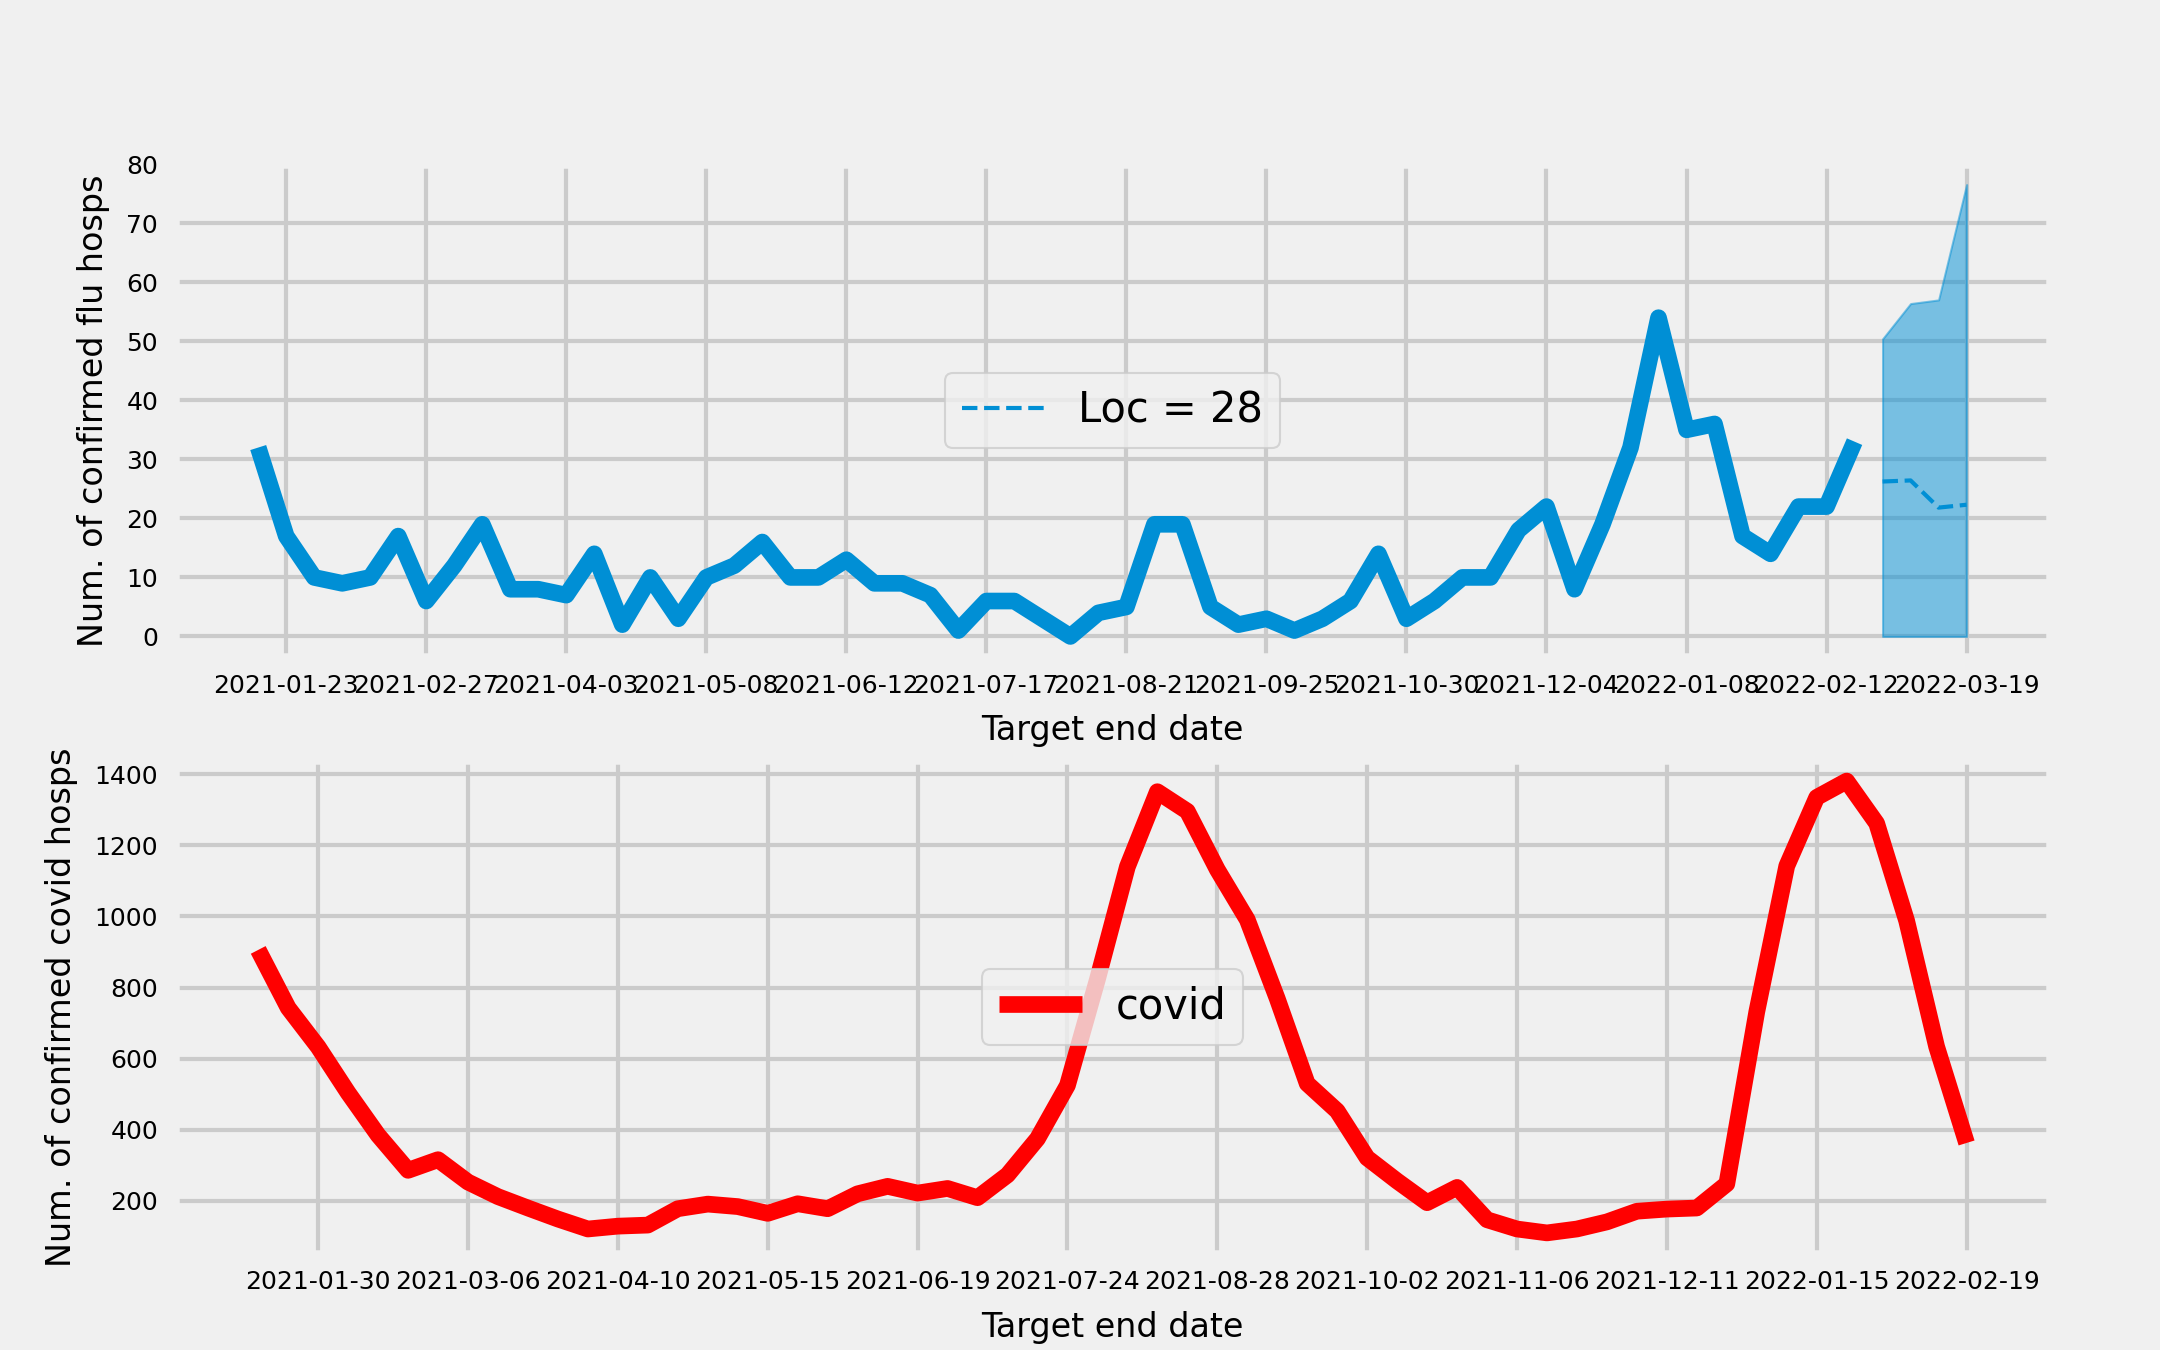 Num. of confirmed flu hosps
80
70
60
50
40
30
20
10
0
Loc = 28
2021-01-23 2021-02-27 2021-04-03 2021-05-08 2021-06-12 2021-07-17 2021-08-21 2021-09-25 2021-10-30 2021-12-04 2022-01-08 2022-02-12 2022-03-19
Target end date
Num. of confirmed covid hosps
1400
1200
1000
800
600
400
200
covid
2021-01-30 2021-03-06 2021-04-10 2021-05-15 2021-06-19 2021-07-24 2021-08-28 2021-10-02 2021-11-06 2021-12-11 2022-01-15 2022-02-19
Target end date